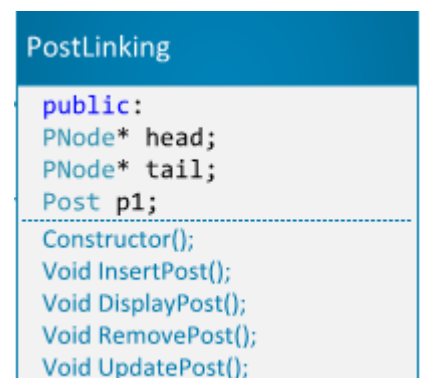 PostLinking
public:
PNode* head;
PNode* tail;
Post p1;
Constructor();
Void InsertPost();
Void DisplayPost();
Void RemovePost();
Void UpdatePost();